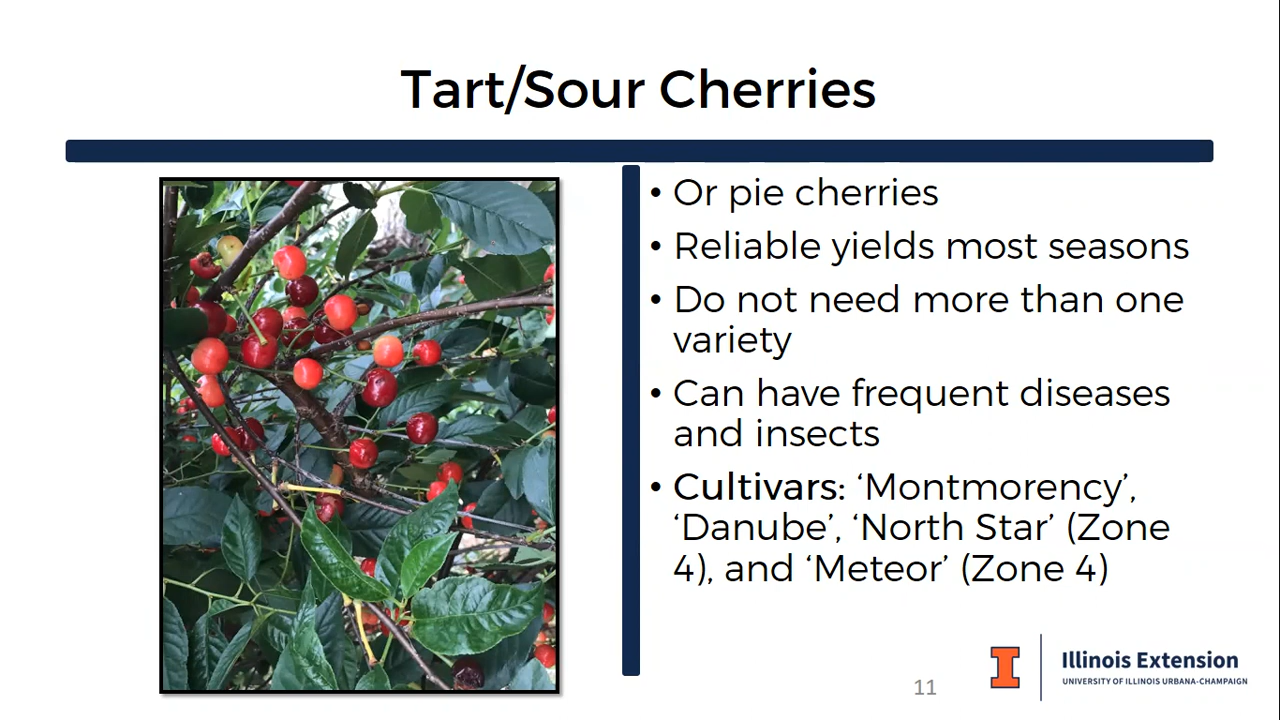 Tart/Sour Cherries
• Or pie cherries
• Reliable yields most seasons
• Do not need more than one
variety
• Can have frequent diseases
and insects
• Cultivars: ‘Montmorency’,
‘Danube’, ‘North Star’ (Zone
4), and ‘Meteor’ (Zone 4)
11
I
Illinois Extension
UNIVERSITY OF ILLINOIS URBANA-CHAMPAIGN